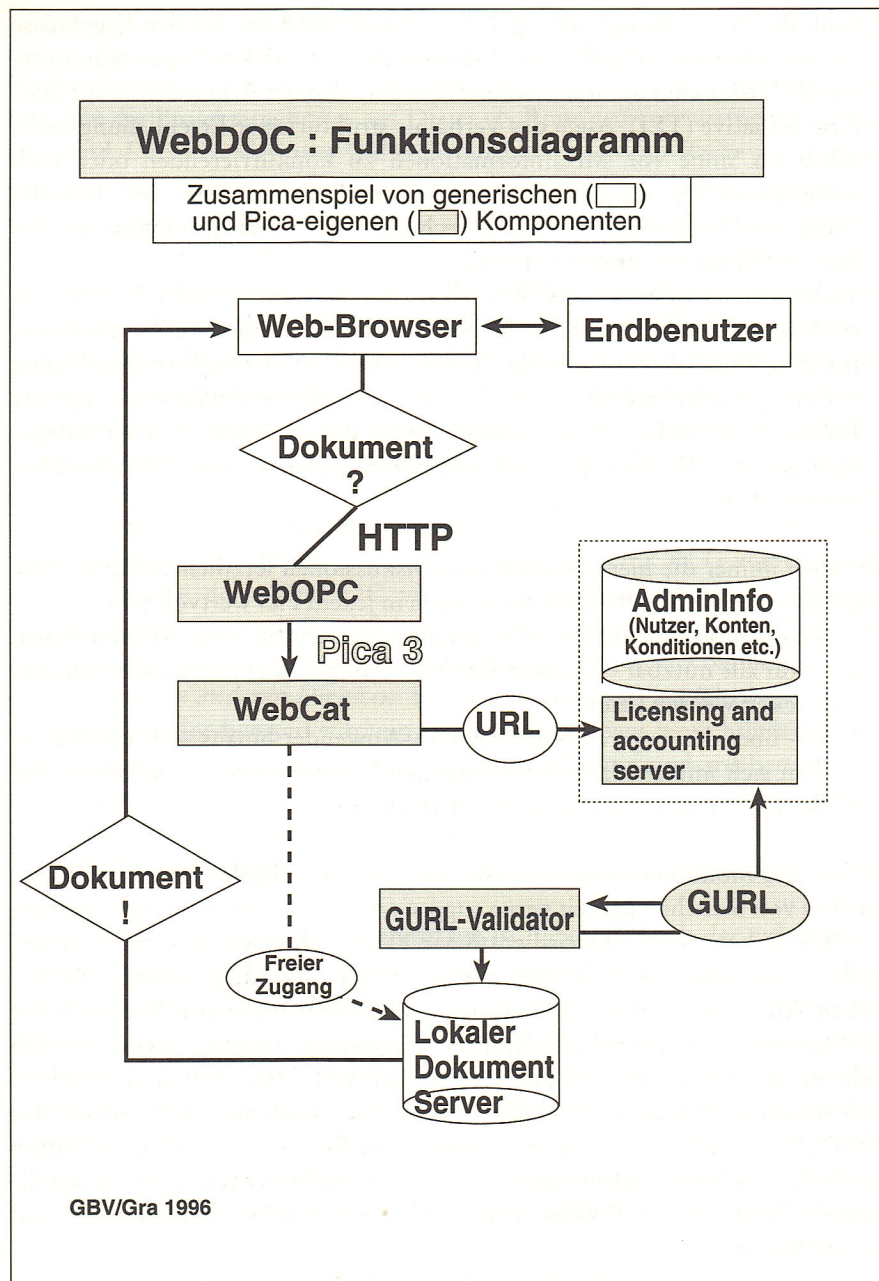 WebDOC : Funktionsdiagramm
Zusammenspiel von generischen ( )
und Pica-eigenen ( ) Komponenten
Web-Browser
Endbenutzer
Dokument
?
HTTP
WebOPC
Pica 3
WebCat
URL
AdminInfo
(Nutzer, Konten,
Konditionen etc.)
Licensing and
accounting
server
Dokument
!
GURL-Validator
GURL
Freier
Zugang
Lokaler
Dokument
Server
GBV/Gra 1996